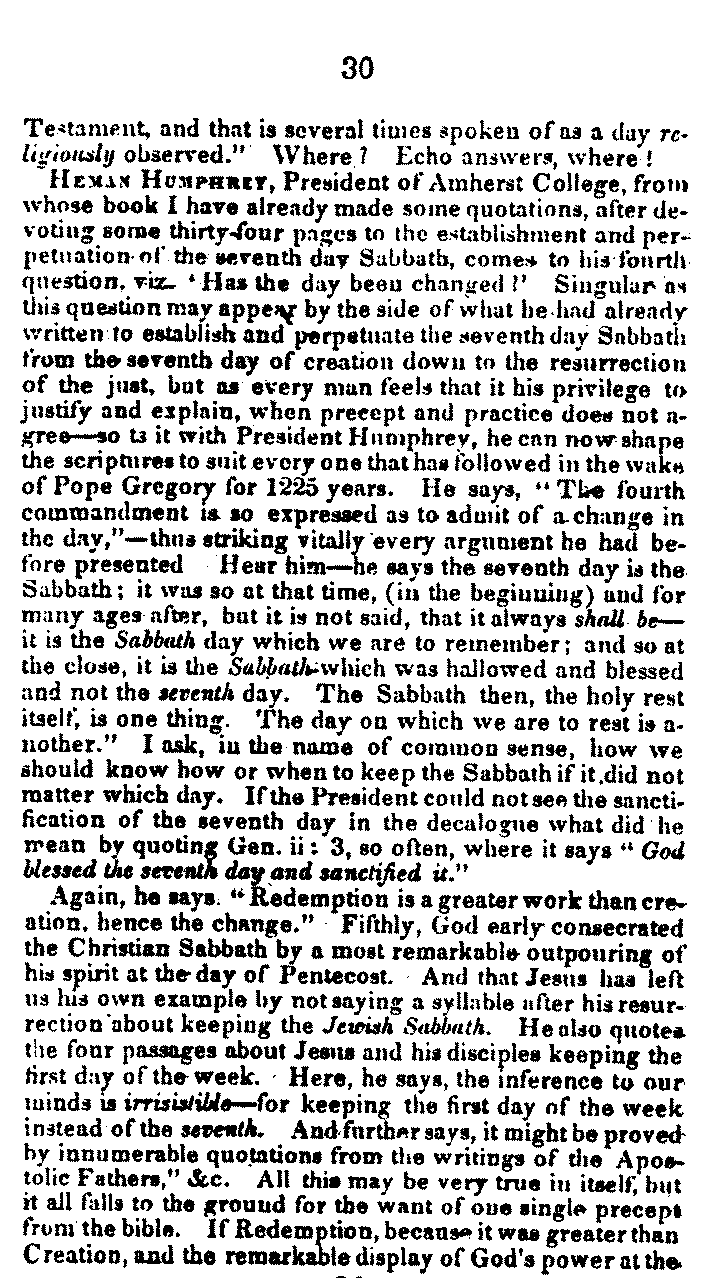 30
Testament, and that is several times spoken of as a day re-
ligiously observed." Where? Echo answers, where!
HEMAN HUMPHREY, President of Amherst College, from
whose book I have already made some quotations, after de-
voting some thirty-four pages to the establishment and per-
petuation of the seventh day Sabbath, comes to his fourth
question, viz. 'Has the day been changed?' Singular as
this question may appear by the side of what he had already
written to establish and perpetuate the seventh day Sabbath
from the seventh day of creation down to the resurrection
of the just, but as every man feels that it his privilege to
justify and explain, when precept and practice does not a-
gree—so is it with President Humphrey, he can now shape
the scriptures to suit every one that has followed in the wake
of Pope Gregory for 1225 years. He says, "The fourth
commandment is so expressed as to admit of a change in
the day,"—thus striking vitally every argument he had be-
fore presented Hear him—he says the seventh day is the
Sabbath; it was so at that time, (in the beginning) and for
many ages after, but it is not said, that it always shall be—
it is the Sabbath day which we are to remember; and so at
the close, it is the Sabbath which was hallowed and blessed
and not the seventh day. The Sabbath then, the holy rest
itself, is one thing. The day on which we are to rest is a-
nother." I ask, in the name of common sense, how we
should know how or when to keep the Sabbath if it did not
matter which day. If the President could not see the sancti-
fication of the seventh day in the decalogue what did he
mean by quoting Gen. ii: 3, so often, where it says "God
blessed the seventh day and sanctified it."
Again, he says. "Redemption is a greater work than cre-
ation, hence the change." Fifthly, God early consecrated
the Christian Sabbath by a most remarkable outpouring of
his spirit at the day of Pentecost. And that Jesus has left
us his own example by not saying a syllable after his resur-
rection about keeping the Jewish Sabbath. He also quotes
the four passages about Jesus and his disciples keeping the
first day of the week. Here, he says, the inference to our
minds is irrisistible—for keeping the first day of the week
instead of the seventh. And further says, it might be proved
by innumerable quotations from the writings of the Apos-
tolic Fathers," &c. All this may be very true in itself, but
it all falls to the ground for the want of one single precept
from the bible. If Redemption, because it was greater than
Creation, and the remarkable display of God's power at the